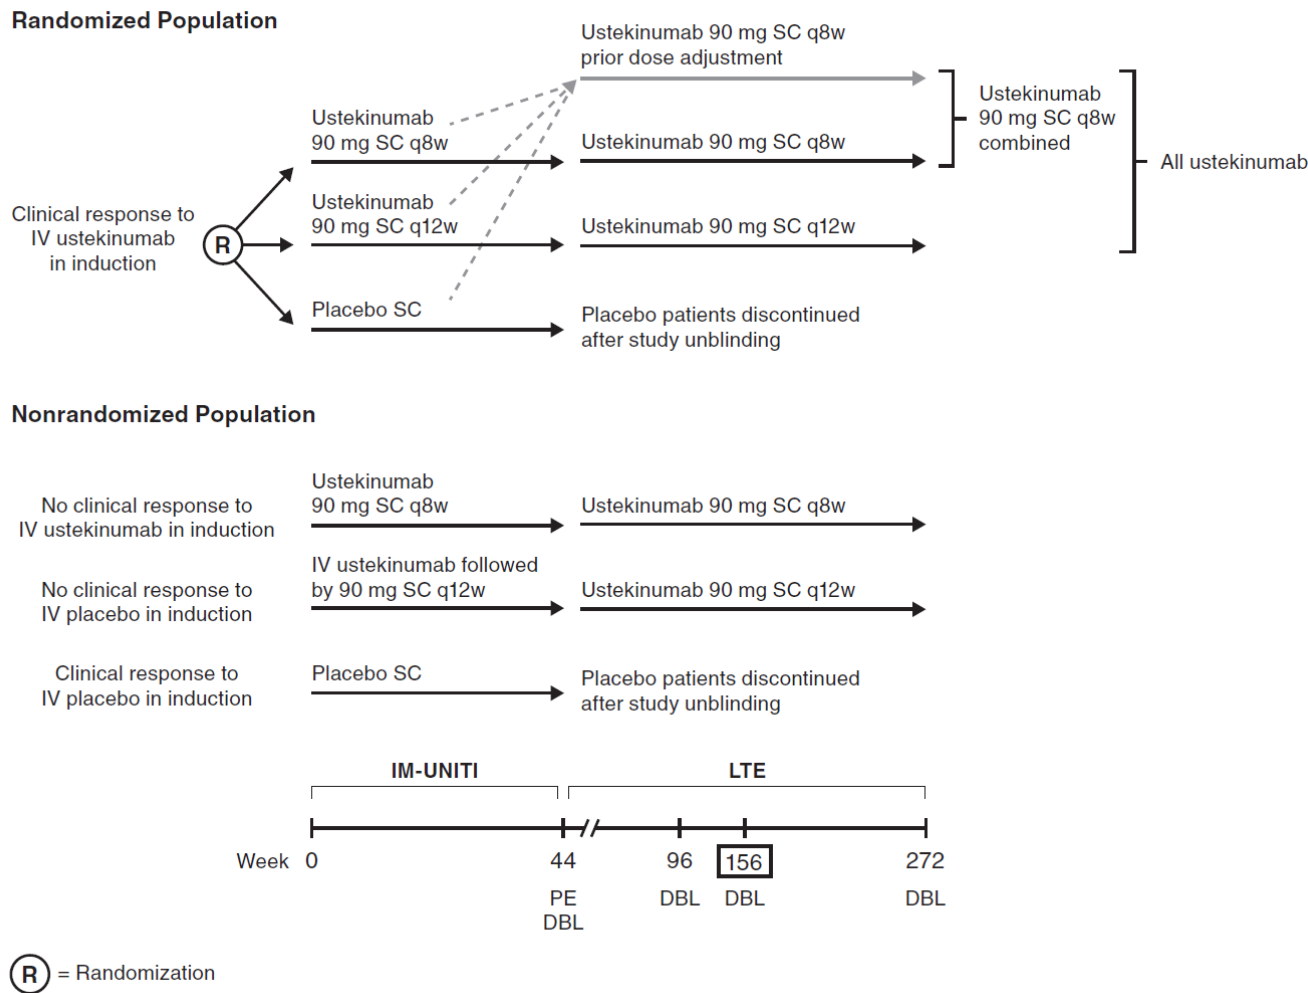 Randomized Population
Ustekinumab 90 mg SC q8w
prior dose adjustment
Ustekinumab
90 mg SC q8w
combined
All ustekinumab
Ustekinumab
90 mg SC q8w
Ustekinumab 90 mg SC q8w
Clinical response to
IV ustekinumab
in induction
R
Ustekinumab
90 mg SC q12w
Ustekinumab 90 mg SC q12w
Placebo SC
Placebo patients discontinued
after study unblinding
Nonrandomized Population
No clinical response to
IV ustekinumab in induction
Ustekinumab
90 mg SC q8w
Ustekinumab 90 mg SC q8w
No clinical response to
IV placebo in induction
IV ustekinumab followed
by 90 mg SC q12w
Ustekinumab 90 mg SC q12w
Clinical response to
IV placebo in induction
Placebo SC
Placebo patients discontinued
after study unblinding
IM-UNITI LTE
Week 0 44 96 156 272
PE DBL DBL DBL
DBL
R = Randomization